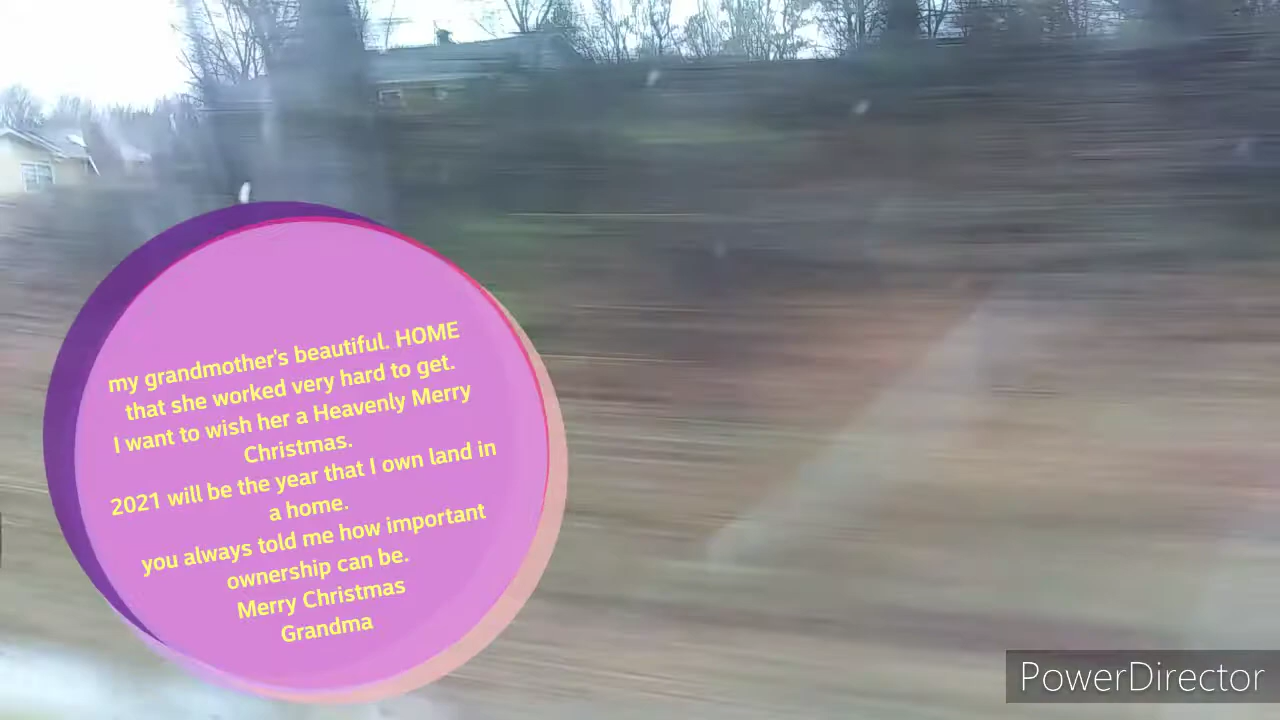 my grandmother's beautiful. HOME
that she worked very hard to get.
I want to wish her a Heavenly Merry
Christmas.
2021 will be the year that I own land in
a home.
you always told me how important
ownership can be.
Merry Christmas
Grandma
PowerDirector